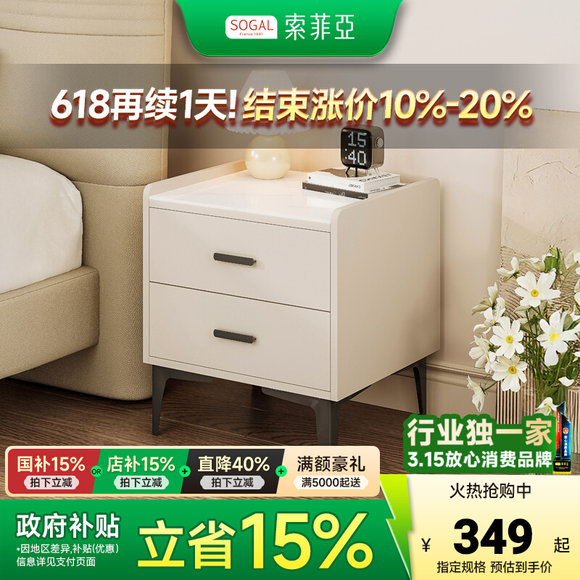 SOGAL
France 1981
索菲亞
618再续1天!结束涨价10%-20%
15
40
行业独一家
3.15放心消费品牌
国补15%
拍下立减
OR
店补15%
拍下立减
+
直降40%
拍下立减
+
满额豪礼
满5000起送
政府补贴
*因地区差异,补贴(优惠)
信息详见支付页面
立省15%
火热抢购中
¥ 349 起
指定规格 预估到手价